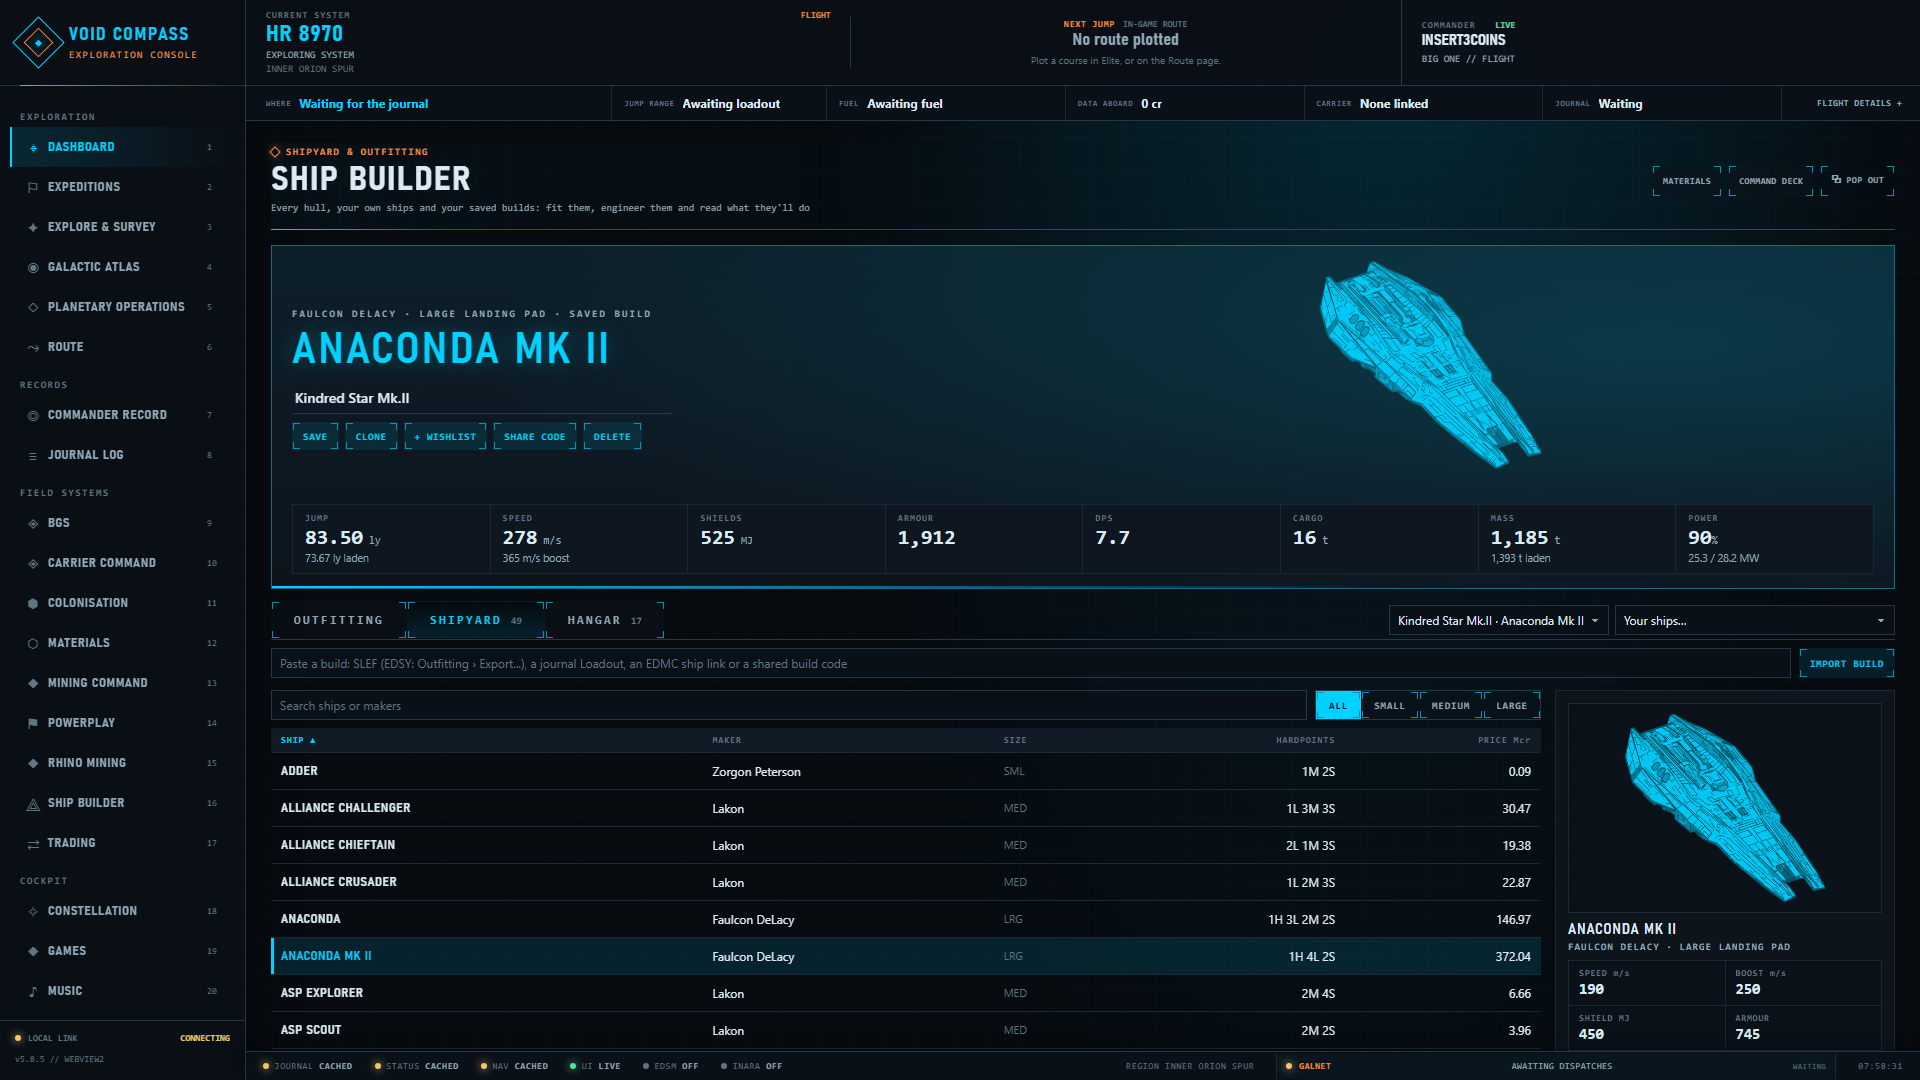 VOID COMPASS
EXPLORATION CONSOLE
CURRENT SYSTEM
HR 8970
EXPLORING SYSTEM
INNER ORION SPUR
FLIGHT
NEXT JUMP IN-GAME ROUTE
No route plotted
Plot a course in Elite, or on the Route page.
COMMANDER LIVE
INSERT3COINS
BIG ONE // FLIGHT
WHERE Waiting for the journal
JUMP RANGE Awaiting loadout
FUEL Awaiting fuel
DATA ABOARD 0 cr
CARRIER None linked
JOURNAL Waiting
FLIGHT DETAILS +
EXPLORATION
DASHBOARD 1
EXPEDITIONS 2
EXPLORE & SURVEY 3
GALACTIC ATLAS 4
PLANETARY OPERATIONS 5
ROUTE 6
RECORDS
COMMANDER RECORD 7
JOURNAL LOG 8
FIELD SYSTEMS
BGS 9
CARRIER COMMAND 10
COLONISATION 11
MATERIALS 12
MINING COMMAND 13
POWERPLAY 14
RHINO MINING 15
SHIP BUILDER 16
TRADING 17
COCKPIT
CONSTELLATION 18
GAMES 19
MUSIC 20
LOCAL LINK CONNECTING
v5.8.5 // WEBVIEW2
SHIPYARD & OUTFITTING
SHIP BUILDER
Every hull, your own ships and your saved builds: fit them, engineer them and read what they'll do
MATERIALS
COMMAND DECK
POP OUT
FAULCON DELACY · LARGE LANDING PAD · SAVED BUILD
ANACONDA MK II
Kindred Star Mk.II
SAVE
CLONE
+ WISHLIST
SHARE CODE
DELETE
JUMP
83.50 ly
73.67 ly laden
SPEED
278 m/s
365 m/s boost
SHIELDS
525 MJ
ARMOUR
1,912
DPS
7.7
CARGO
16 t
MASS
1,185 t
1,393 t laden
POWER
90%
25.3 / 28.2 MW
OUTFITTING
SHIPYARD 49
HANGAR 17
Kindred Star Mk.II · Anaconda Mk II
Your ships...
Paste a build: SLEF (EDSY: Outfitting › Export...), a journal Loadout, an EDMC ship link or a shared build code
IMPORT BUILD
Search ships or makers
ALL
SMALL
MEDIUM
LARGE
SHIP ▲ MAKER SIZE HARDPOINTS PRICE Mcr
ADDER Zorgon Peterson SML 1M 2S 0.09
ALLIANCE CHALLENGER Lakon MED 1L 3M 3S 30.47
ALLIANCE CHIEFTAIN Lakon MED 2L 1M 3S 19.38
ALLIANCE CRUSADER Lakon MED 1L 2M 3S 22.87
ANACONDA Faulcon DeLacy LRG 1H 3L 2M 2S 146.97
ANACONDA MK II Faulcon DeLacy LRG 1H 4L 2S 372.04
ASP EXPLORER Lakon MED 2M 4S 6.66
ASP SCOUT Lakon MED 2M 2S 3.96
ANACONDA MK II
FAULCON DELACY · LARGE LANDING PAD
SPEED m/s
190
BOOST m/s
250
SHIELD MJ
450
ARMOUR
745
JOURNAL CACHED
STATUS CACHED
NAV CACHED
UI LIVE
EDSM OFF
INARA OFF
REGION INNER ORION SPUR
GALNET
AWAITING DISPATCHES
WAITING
07:58:31